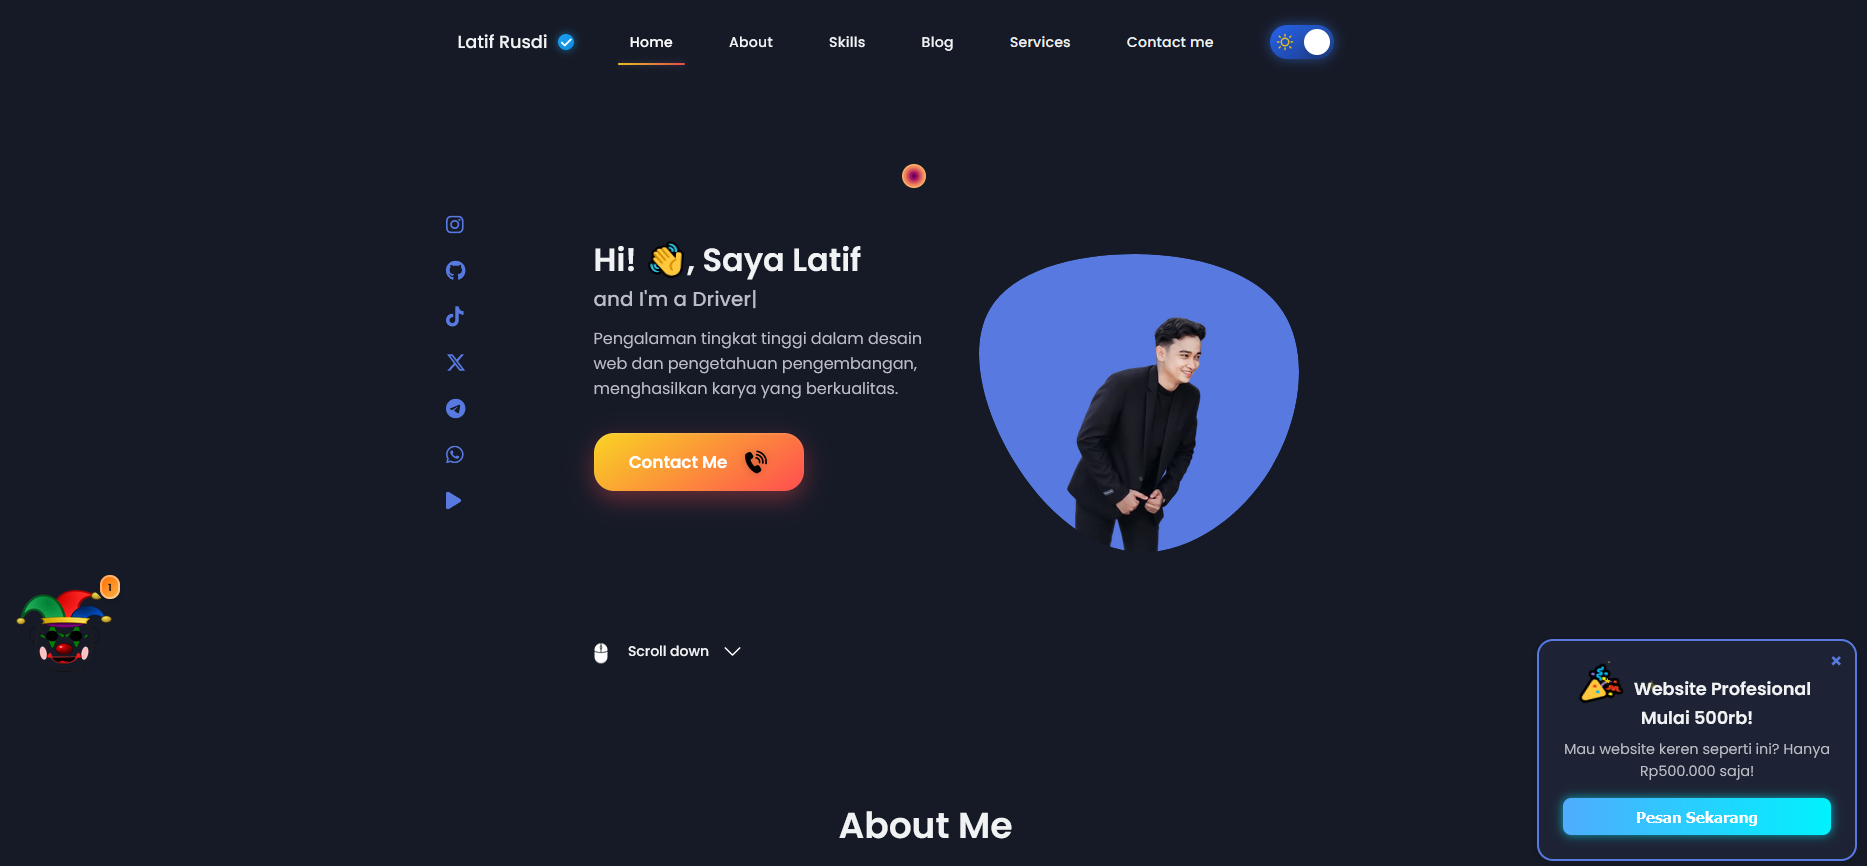 Latif Rusdi
Home
About
Skills
Blog
Services
Contact me
Hi! 👋, Saya Latif
and I'm a Driver|
Pengalaman tingkat tinggi dalam desain
web dan pengetahuan pengembangan,
menghasilkan karya yang berkualitas.
Contact Me
1
Scroll down
Website Profesional
Mulai 500rb!
Mau website keren seperti ini? Hanya
Rp500.000 saja!
Pesan Sekarang
About Me